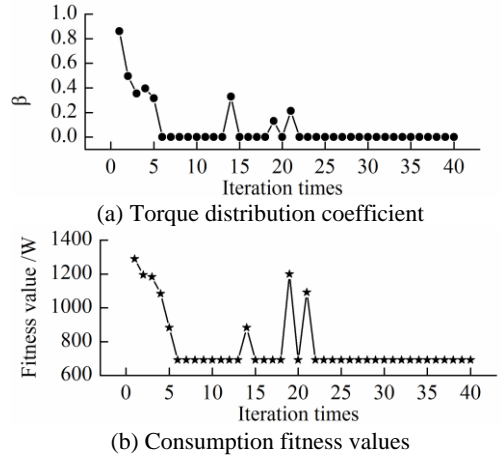 1.0
0.8
0.6
0.4
0.2
0.0
β
0 5 10 15 20 25 30 35 40
Iteration times
(a) Torque distribution coefficient
1400
1200
1000
800
600
Fitness value /W
0 5 10 15 20 25 30 35 40
Iteration times
(b) Consumption fitness values